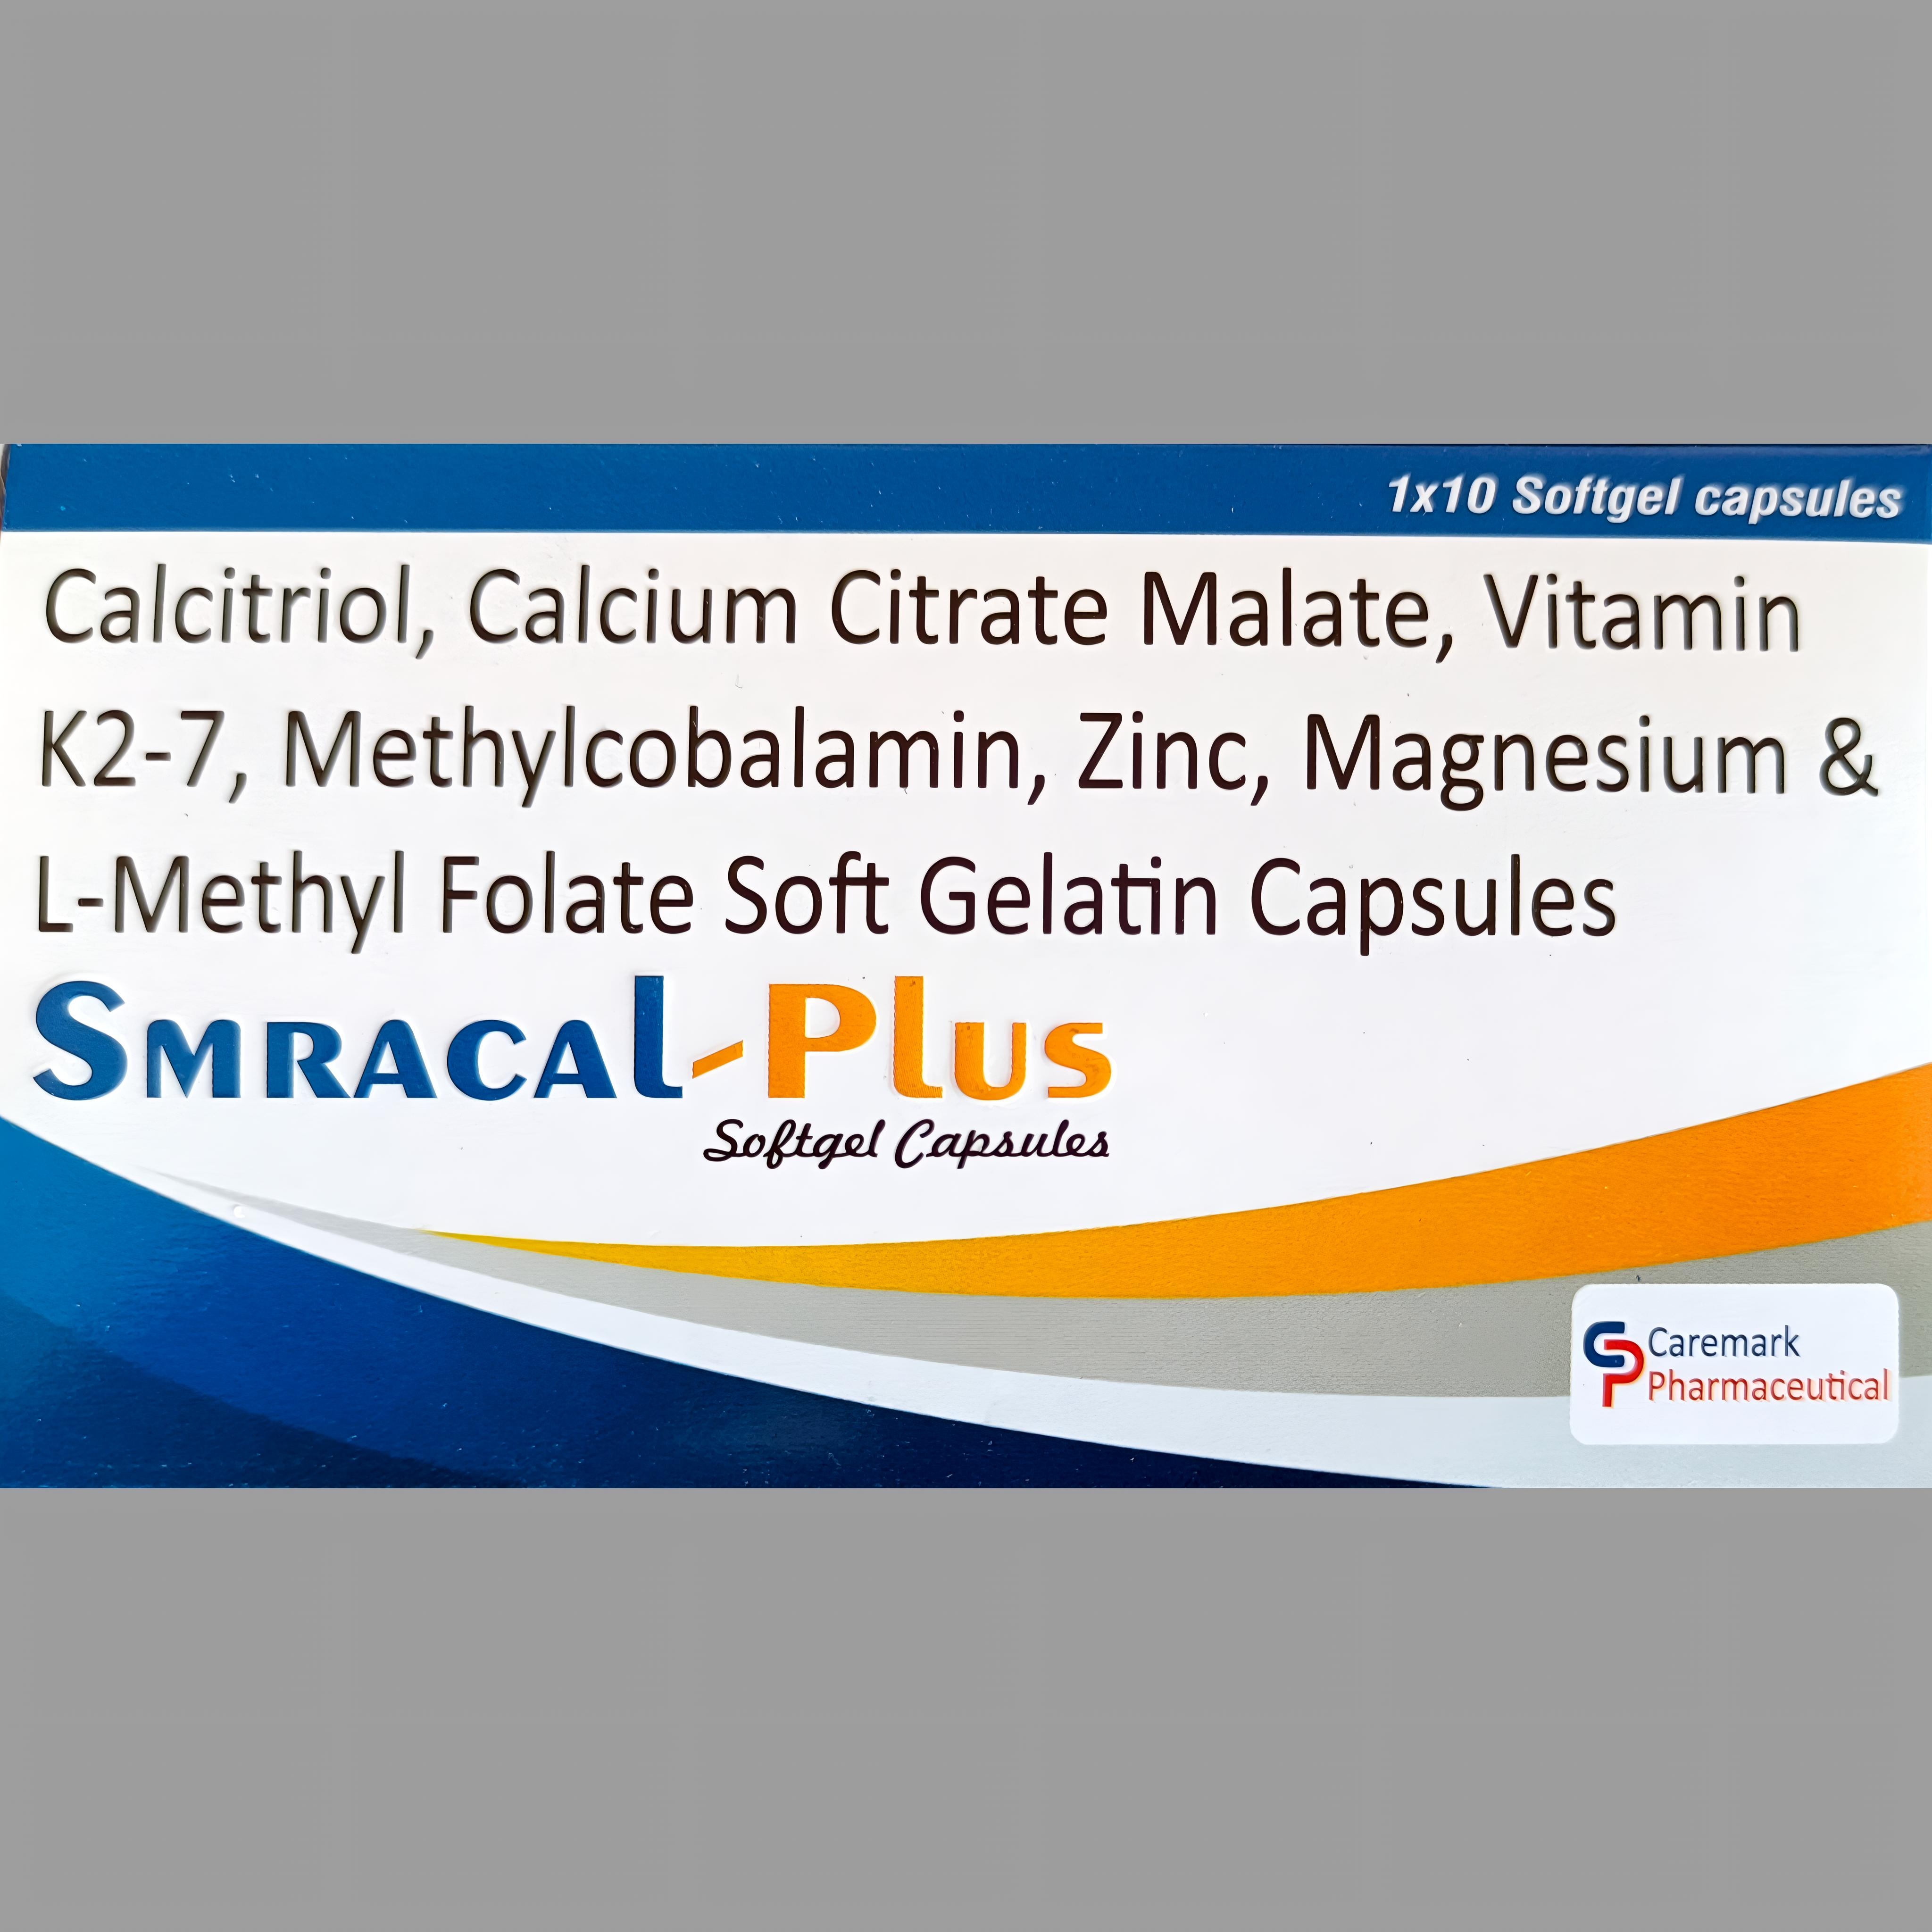 1x10 Softgel capsules
Calcitriol, Calcium Citrate Malate, Vitamin
K2-7, Methylcobalamin, Zinc, Magnesium &
L-Methyl Folate Soft Gelatin Capsules
SMRACAL-PLUS
Softgel Capsules
CP Caremark
Pharmaceutical